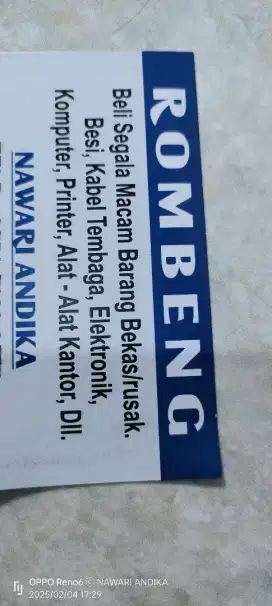 ROMBENG
Beli Segala Macam Barang Bekas/rusak.
Besi, Kabel Tembaga, Elektronik,
Komputer, Printer, Alat - Alat Kantor, Dll.
NAWARI ANDIKA
OPPO Reno6 © NAWARI ANDIKA
2025/02/04 17:29